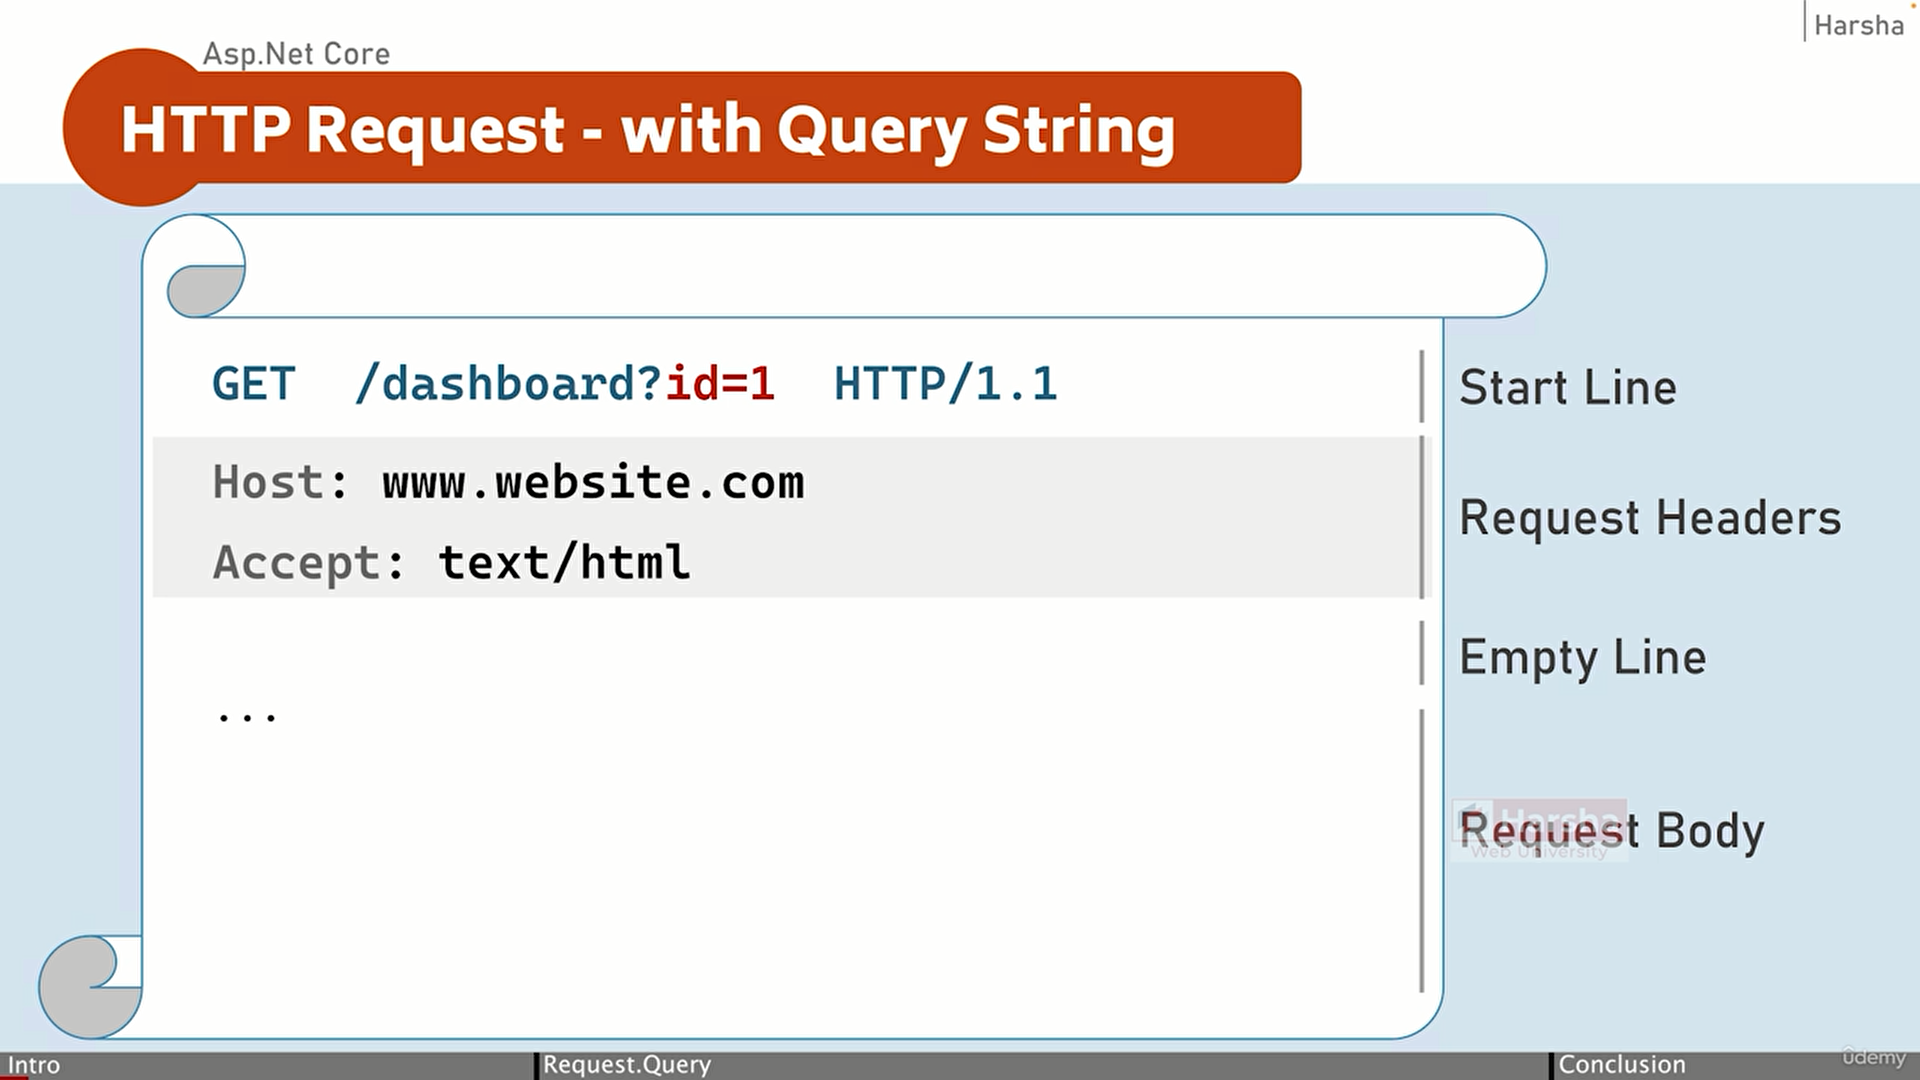 Harsha
Asp.Net Core
HTTP Request - with Query String
GET /dashboard?id=1 HTTP/1.1
Start Line
Host: www.website.com
Request Headers
Accept: text/html
Empty Line
...
Harsha
Request Body
Web University
Intro
Request.Query
Conclusion
ûdemy